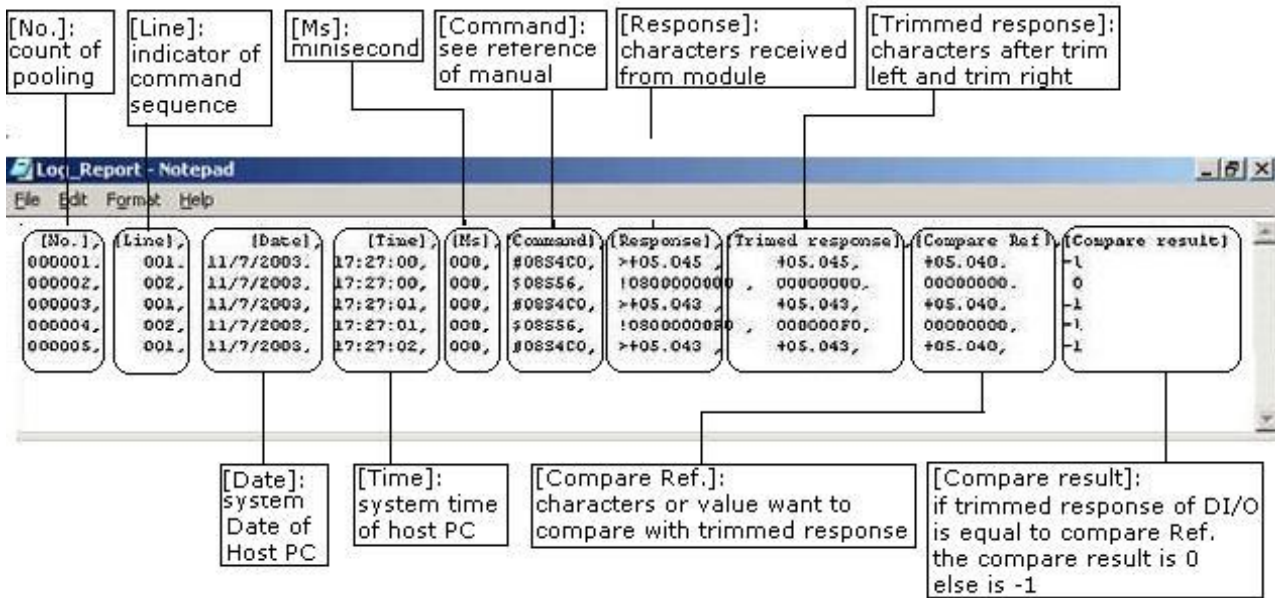 [No.]:
count of
pooling
[Line]:
indicator of
command
sequence
[Ms]:
minisecond
[Command]:
see reference
of manual
[Response]:
characters received
from module
[Trimmed response]:
characters after trim
left and trim right
Log_Report - Notepad
File Edit Format Help
[No.], [Line], [Date], [Time], [Ms], [Command], [Response], [Trimed response], [Compare Ref], [Compare result]
000001, 001, 11/7/2003, 17:27:00, 000, #08S4C0, >+05.045 , +05.045, +05.040, -1
000002, 002, 11/7/2003, 17:27:00, 000, $08S56, !0800000000 , 00000000, 00000000, 0
000003, 001, 11/7/2003, 17:27:01, 000, #08S4C0, >+05.043 , +05.043, +05.040, -1
000004, 002, 11/7/2003, 17:27:01, 000, $08S56, !08000000F0 , 000000F0, 00000000, -1
000005, 001, 11/7/2003, 17:27:02, 000, #08S4C0, >+05.043 , +05.043, +05.040, -1
[Date]:
system
Date of
Host PC
[Time]:
system time
of host PC
[Compare Ref.]:
characters or value want to
compare with trimmed response
[Compare result]:
if trimmed response of DI/O
is equal to compare Ref.
the compare result is 0
else is -1